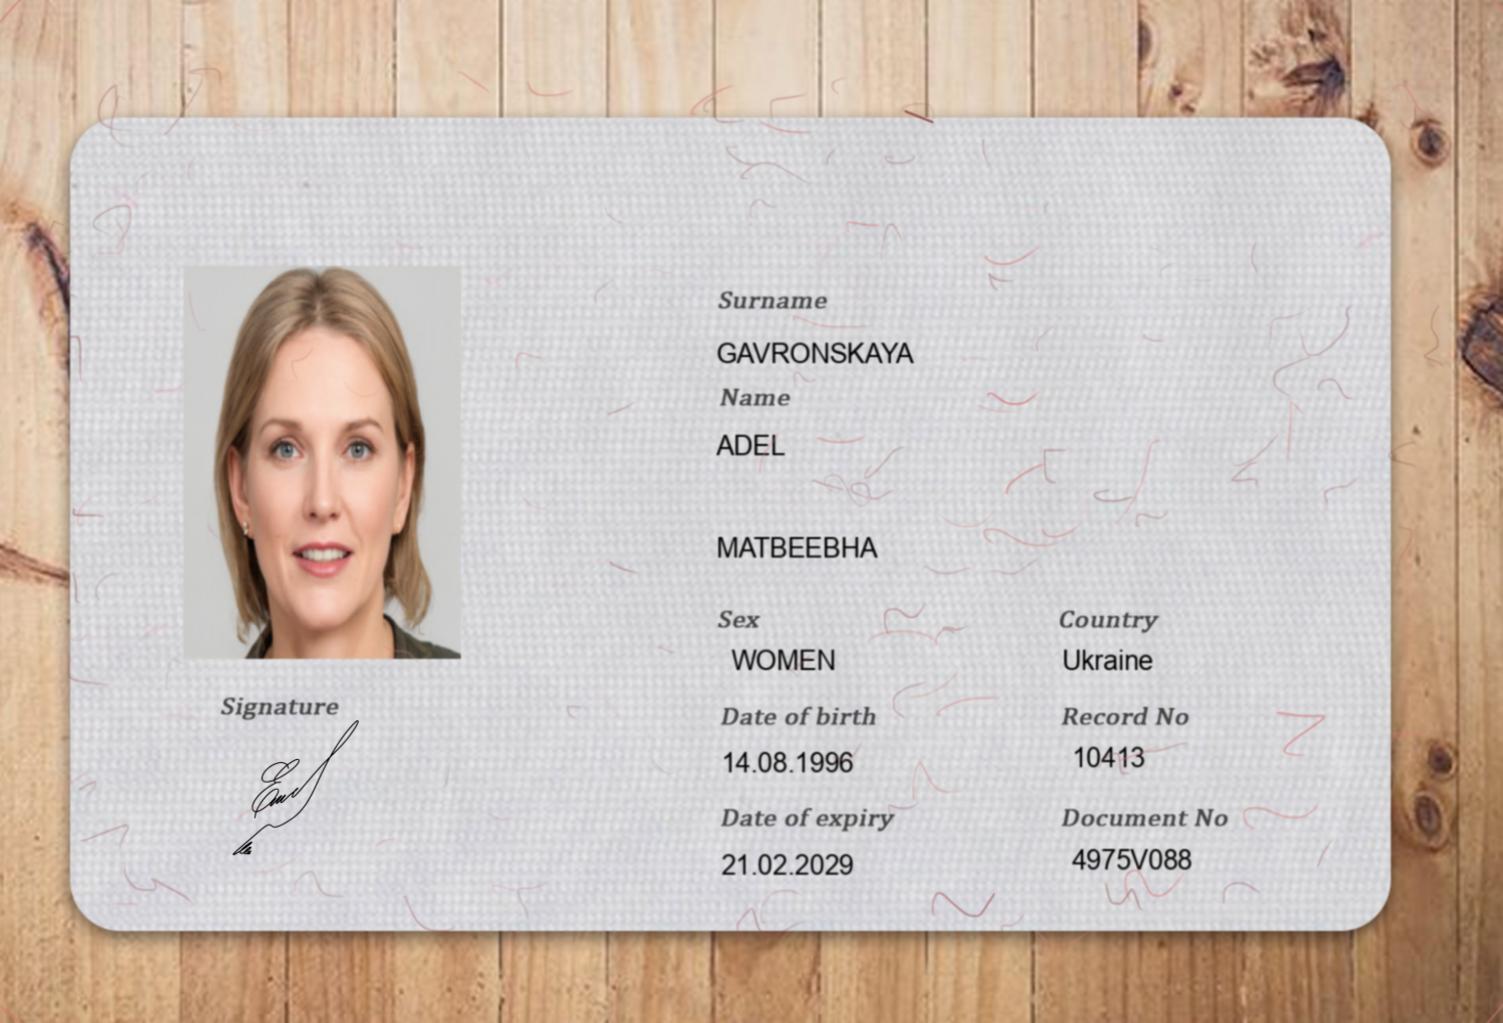 Surname
GAVRONSKAYA
Name
ADEL
MATBEEBHA
Sex
Country
WOMEN
Ukraine
Date of birth
Record No
14.08.1996
10413
Date of expiry
Document No
21.02.2029
4975V088
Signature